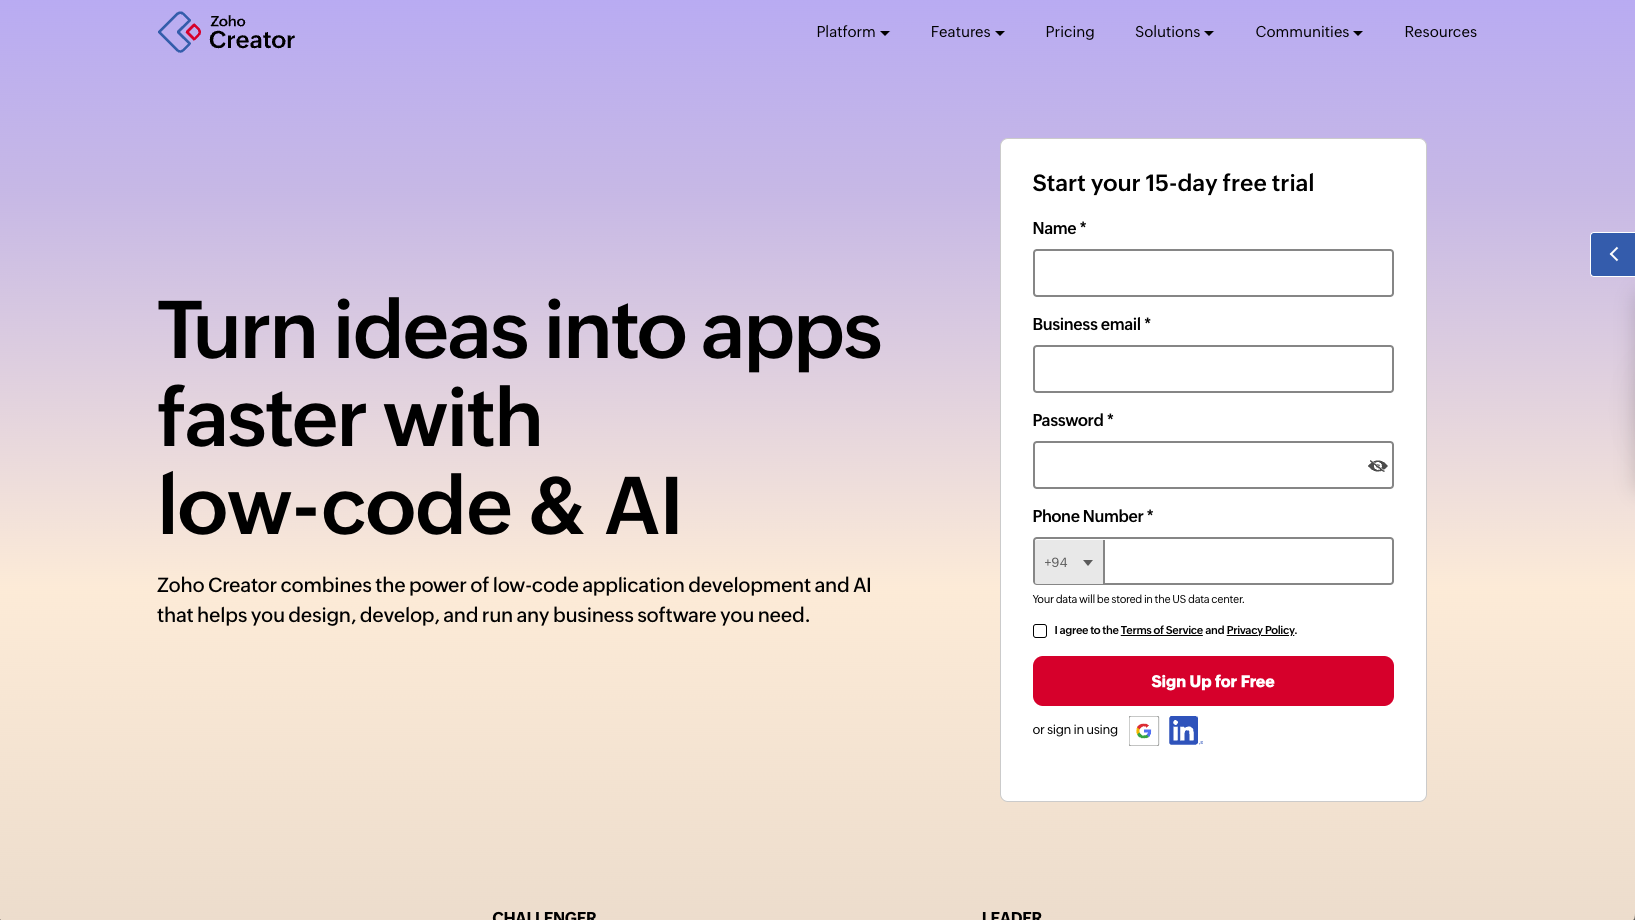 Zoho
Creator
Platform
Features
Pricing
Solutions
Communities
Resources
Turn ideas into apps
faster with
low-code & AI
Zoho Creator combines the power of low-code application development and AI
that helps you design, develop, and run any business software you need.
Start your 15-day free trial
Name *
Business email *
Password *
Phone Number *
+94
Your data will be stored in the US data center.
I agree to the Terms of Service and Privacy Policy.
Sign Up for Free
or sign in using
in
CHALLENGER
LEADER